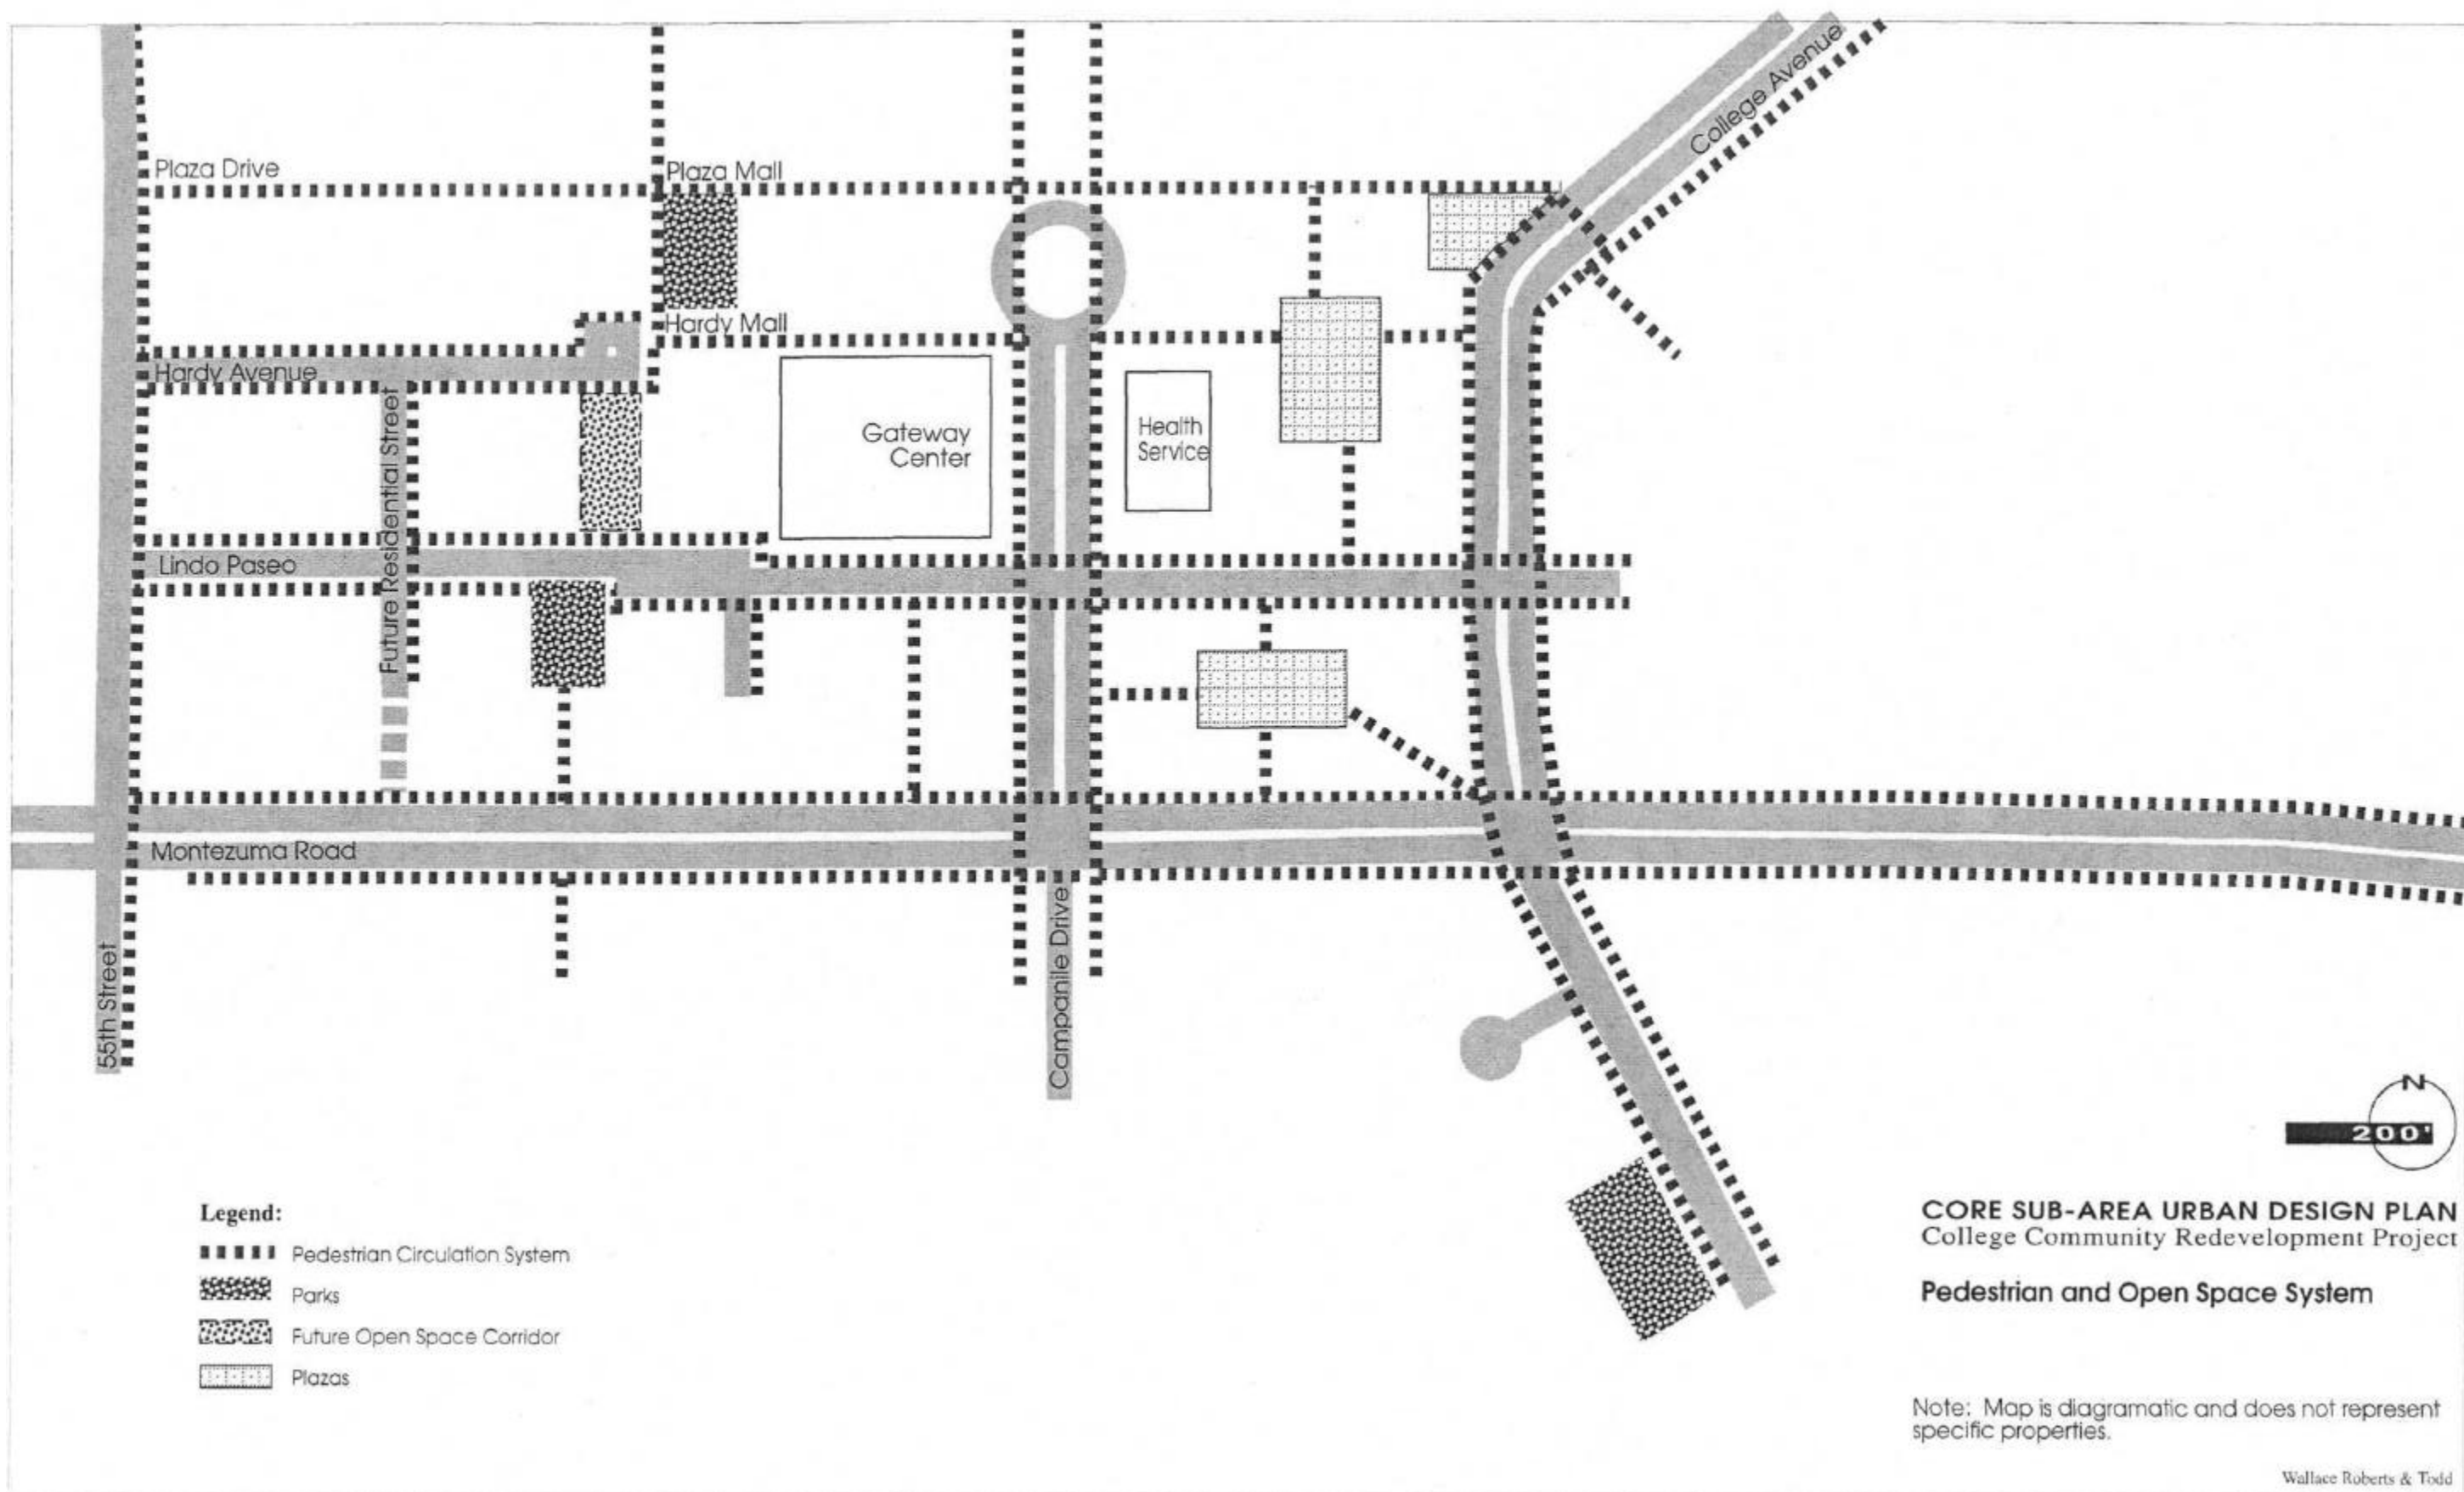 College Avenue
Plaza Drive
Plaza Mall
Hardy Mall
Hardy Avenue
Future Residential Street
Gateway
Center
Health
Service
Lindo Paseo
Montezuma Road
55th Street
Campanile Drive
N
200'
Legend:
Pedestrian Circulation System
Parks
Future Open Space Corridor
Plazas
CORE SUB-AREA URBAN DESIGN PLAN
College Community Redevelopment Project
Pedestrian and Open Space System
Note: Map is diagramatic and does not represent
specific properties.
Wallace Roberts & Todd